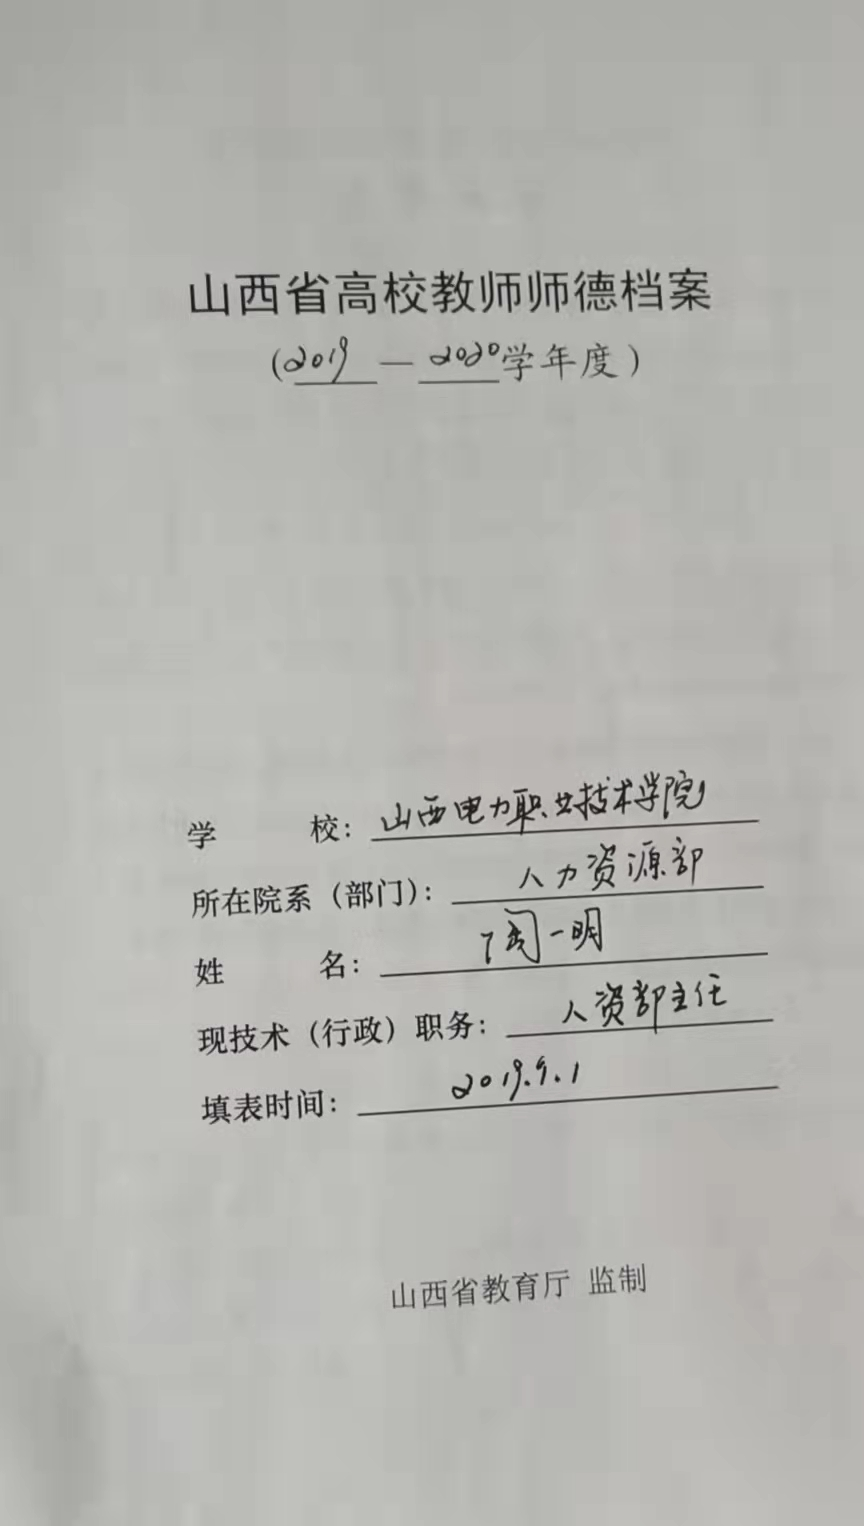 山西省高校教师师德档案
(2019—2020学年度)
学 校: 山西电力职业技术学院
所在院系(部门): 人力资源部
姓 名: 陶一明
现技术(行政)职务: 人资部主任
填表时间: 2019.9.1
山西省教育厅 监制